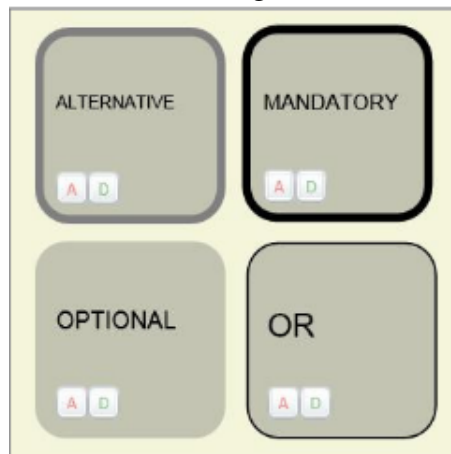 ALTERNATIVE
MANDATORY
A D
A D
OPTIONAL
OR
A D
A D